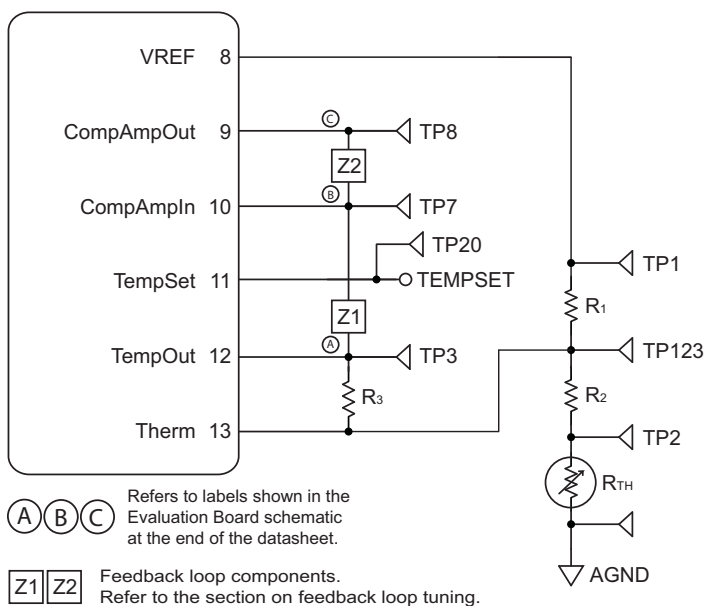 VREF 8
CompAmpOut 9
C
TP8
Z2
CompAmpIn 10
B
TP7
TP20
TempSet 11
TEMPSET
TP1
Z1
R1
TempOut 12
A
TP3
TP123
R3
R2
Therm 13
TP2
RTH
A B C
Refers to labels shown in the
Evaluation Board schematic
at the end of the datasheet.
AGND
Z1 Z2
Feedback loop components.
Refer to the section on feedback loop tuning.